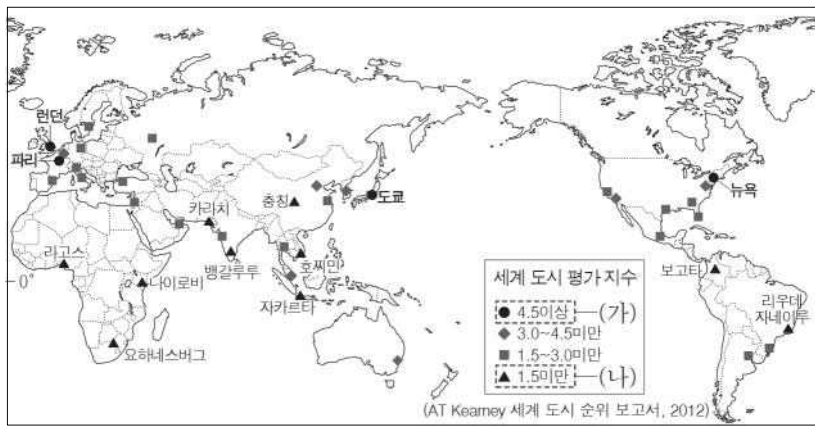 런던
파리
카라치
충칭
도쿄
뉴욕
라고스
나이로비
뱅갈루루
호찌민
자카르타
요하네스버그
0°
보고타
리우데
자네이루
세계 도시 평가 지수
4.5이상 (가)
3.0~4.5미만
1.5~3.0미만
1.5미만 (나)
(AT Kearney 세계 도시 순위 보고서, 2012)